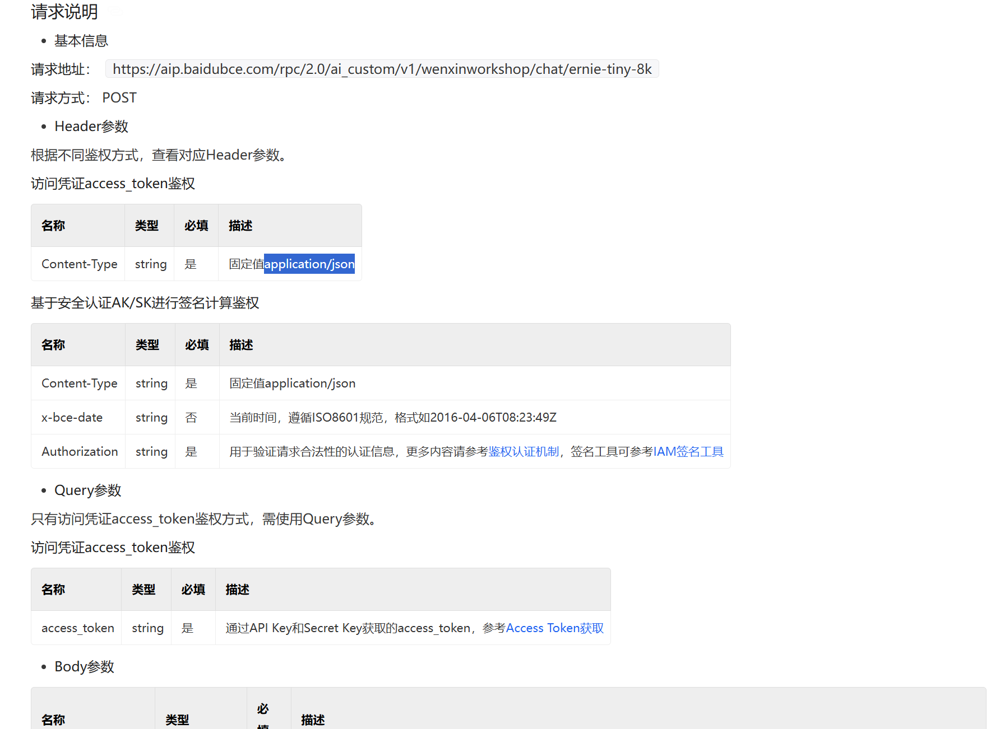 请求说明
基本信息
请求地址： https://aip.baidubce.com/rpc/2.0/ai_custom/v1/wenxinworkshop/chat/ernie-tiny-8k
请求方式： POST
Header参数
根据不同鉴权方式，查看对应Header参数。
访问凭证access_token鉴权
名称 类型 必填 描述
Content-Type string 是 固定值application/json
基于安全认证AK/SK进行签名计算鉴权
名称 类型 必填 描述
Content-Type string 是 固定值application/json
x-bce-date string 否 当前时间，遵循ISO8601规范，格式如2016-04-06T08:23:49Z
Authorization string 是 用于验证请求合法性的认证信息，更多内容请参考鉴权认证机制，签名工具可参考IAM签名工具
Query参数
只有访问凭证access_token鉴权方式，需使用Query参数。
访问凭证access_token鉴权
名称 类型 必填 描述
access_token string 是 通过API Key和Secret Key获取的access_token，参考Access Token获取
Body参数
名称 类型 必填 描述